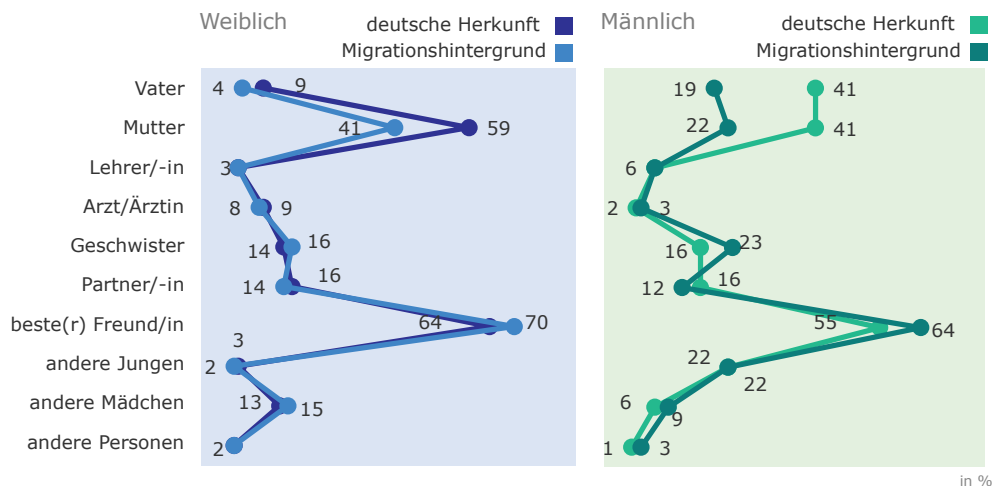 Weiblich
deutsche Herkunft
Migrationshintergrund
Männlich
deutsche Herkunft
Migrationshintergrund
Vater 4 9 19 41
Mutter 41 59 22 41
Lehrer/-in 3 6
Arzt/Ärztin 8 9 2 3
Geschwister 14 16 16 23
Partner/-in 14 16 12 16
beste(r) Freund/in 64 70 55 64
andere Jungen 2 3 22 22
andere Mädchen 13 15 6 9
andere Personen 2 1 3
in %